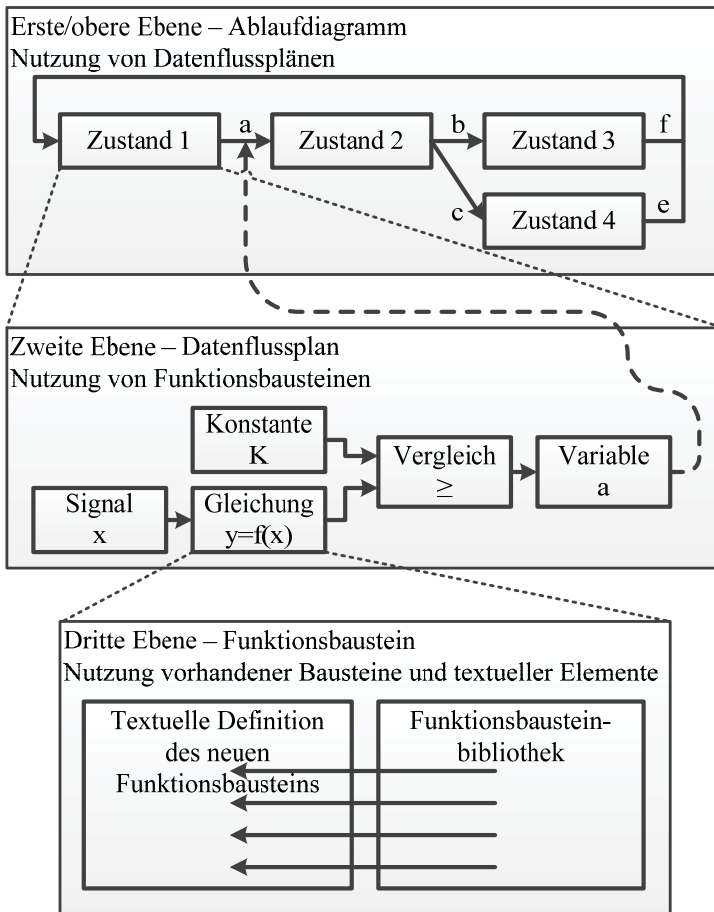 Erste/obere Ebene – Ablaufdiagramm
Nutzung von Datenflussplänen
Zustand 1
a
Zustand 2
b
Zustand 3
f
c
Zustand 4
e
Zweite Ebene – Datenflussplan
Nutzung von Funktionsbausteinen
Konstante
K
Vergleich
≥
Variable
a
Signal
x
Gleichung
y=f(x)
Dritte Ebene – Funktionsbaustein
Nutzung vorhandener Bausteine und textueller Elemente
Textuelle Definition
des neuen
Funktionsbausteins
Funktionsbaustein-
bibliothek